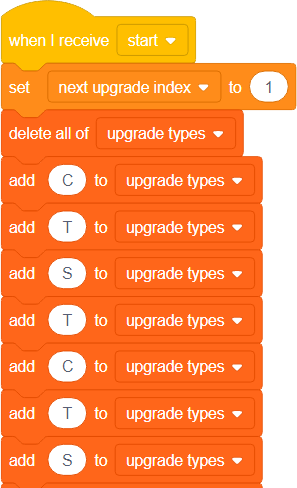 when I receive start
set next upgrade index to 1
delete all of upgrade types
add C to upgrade types
add T to upgrade types
add S to upgrade types
add T to upgrade types
add C to upgrade types
add T to upgrade types
add S to upgrade types